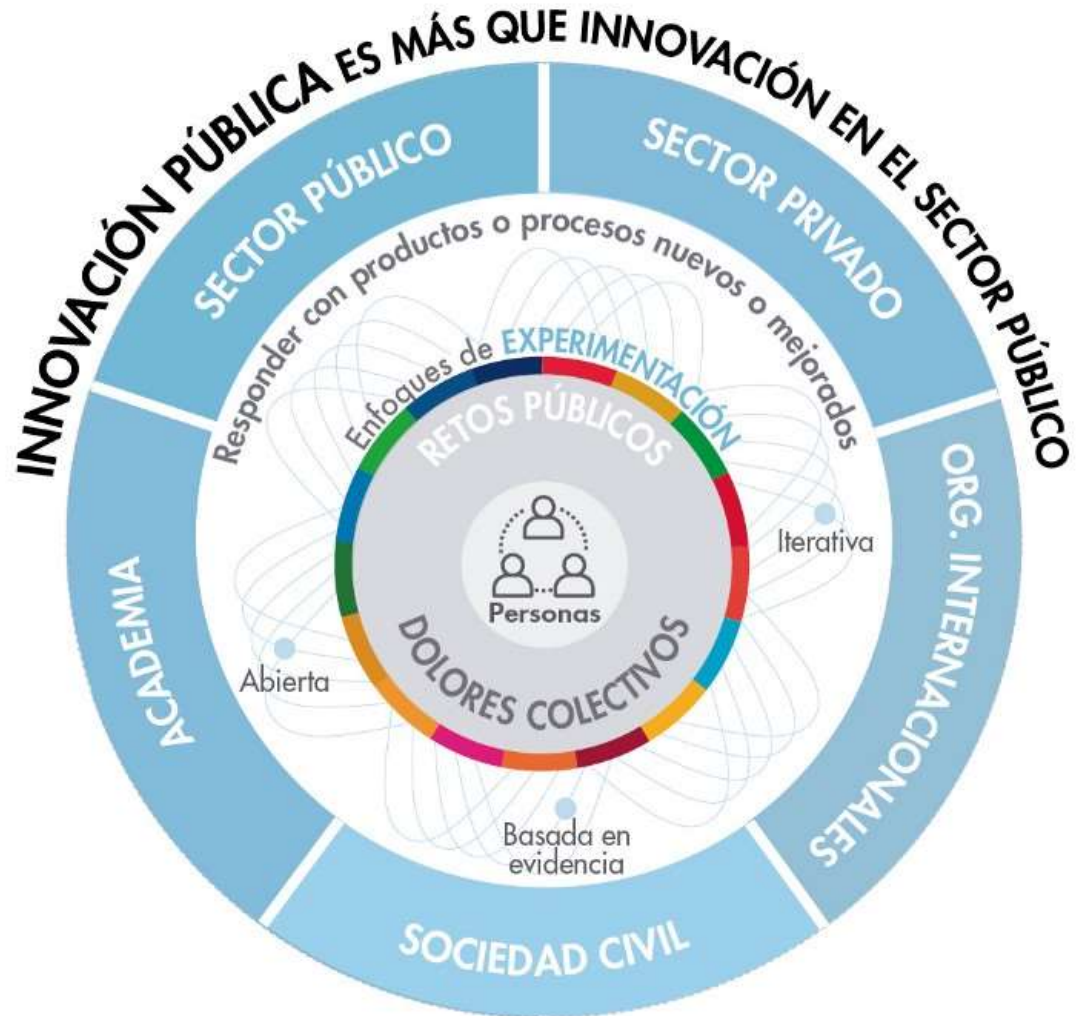 INNOVACIÓN PÚBLICA ES MÁS QUE INNOVACIÓN EN EL SECTOR PÚBLICO
SECTOR PÚBLICO
SECTOR PRIVADO
Responder con productos o procesos nuevos o mejorados
Enfoques de EXPERIMENTACIÓN
RETOS PÚBLICOS
Personas
DOLORES COLECTIVOS
Iterativa
Abierta
Basada en
evidencia
ACADEMIA
ORG. INTERNACIONALES
SOCIEDAD CIVIL